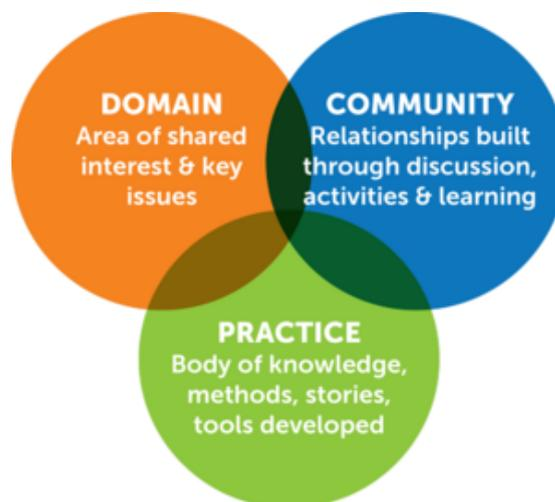 DOMAIN
Area of shared
interest & key
issues
COMMUNITY
Relationships built
through discussion,
activities & learning
PRACTICE
Body of knowledge,
methods, stories,
tools developed